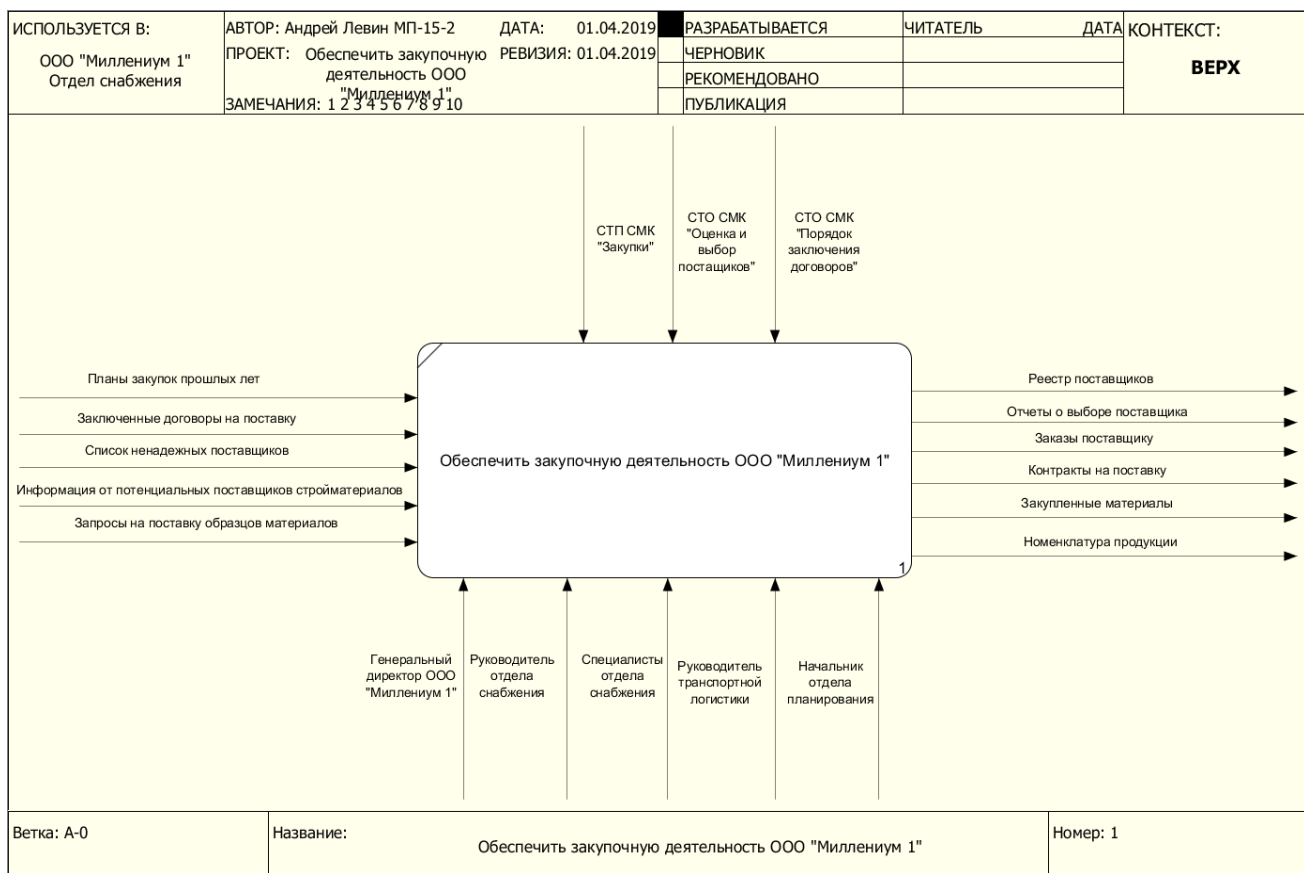 ИСПОЛЬЗУЕТСЯ В:
ООО "Миллениум 1"
Отдел снабжения
АВТОР: Андрей Левин МП-15-2
ДАТА: 01.04.2019
ПРОЕКТ: Обеспечить закупочную
деятельность ООО
"Миллениум 1"
РЕВИЗИЯ: 01.04.2019
ЗАМЕЧАНИЯ: 1 2 3 4 5 6 7 8 9 10
РАЗРАБАТЫВАЕТСЯ
ЧЕРНОВИК
РЕКОМЕНДОВАНО
ПУБЛИКАЦИЯ
ЧИТАТЕЛЬ ДАТА
КОНТЕКСТ:
ВЕРХ
СТП СМК
"Закупки"
СТО СМК
"Оценка и
выбор
постащиков"
СТО СМК
"Порядок
заключения
договоров"
Планы закупок прошлых лет
Заключенные договоры на поставку
Список ненадежных поставщиков
Информация от потенциальных поставщиков стройматериалов
Запросы на поставку образцов материалов
Обеспечить закупочную деятельность ООО "Миллениум 1"
1
Реестр поставщиков
Отчеты о выборе поставщика
Заказы поставщику
Контракты на поставку
Закупленные материалы
Номенклатура продукции
Генеральный
директор ООО
"Миллениум 1"
Руководитель
отдела
снабжения
Специалисты
отдела
снабжения
Руководитель
транспортной
логистики
Начальник
отдела
планирования
Ветка: A-0
Название:
Обеспечить закупочную деятельность ООО "Миллениум 1"
Номер: 1